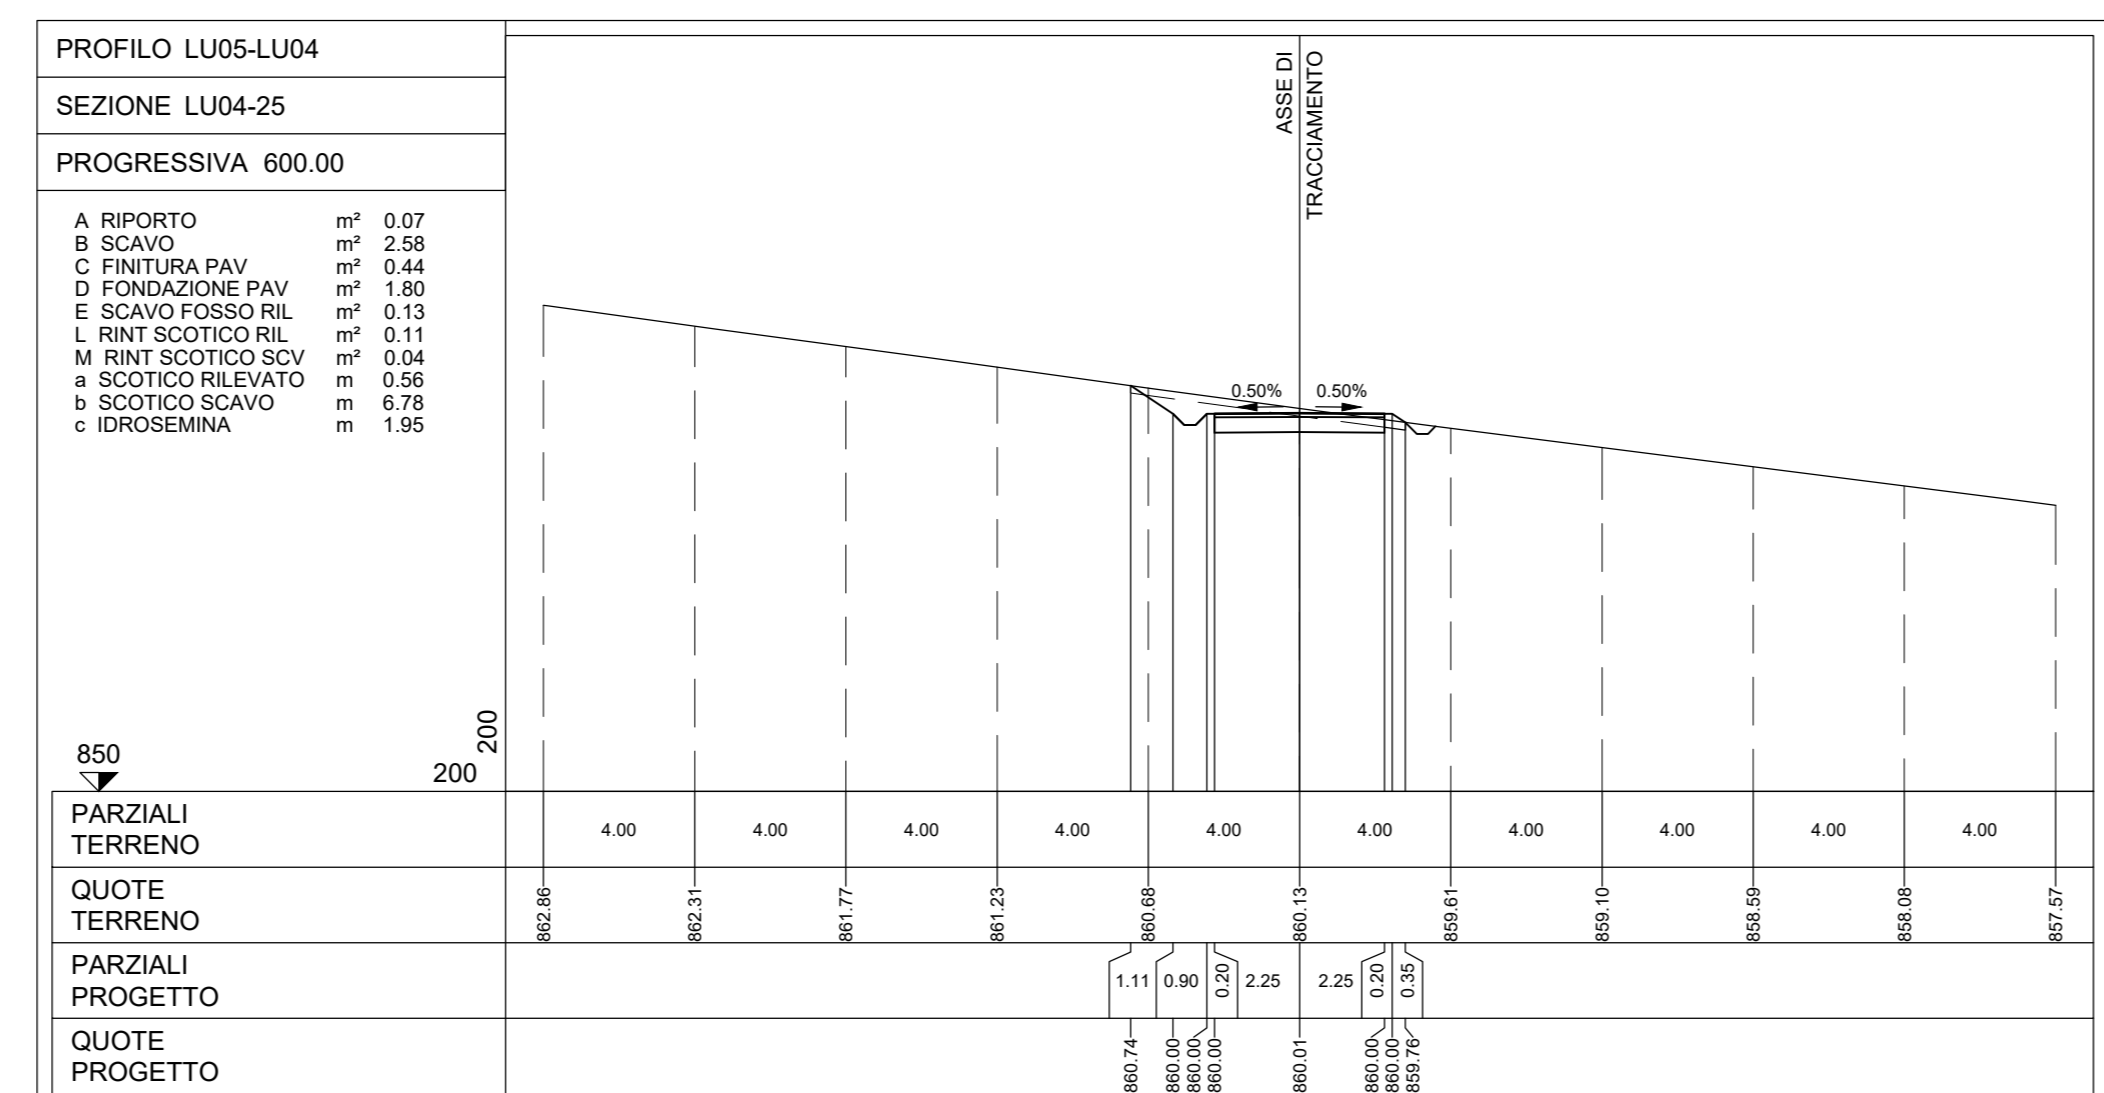 PROFILO LU05-LU04
SEZIONE LU04-25
PROGRESSIVA 600.00
A RIPORTO m² 0.07
B SCAVO m² 2.58
C FINITURA PAV m² 0.44
D FONDAZIONE PAV m² 1.80
E SCAVO FOSSO RIL m² 0.13
L RINT SCOTICO RIL m² 0.11
M RINT SCOTICO SCV m² 0.04
a SCOTICO RILEVATO m 0.56
b SCOTICO SCAVO m 6.78
c IDROSEMINA m 1.95
ASSE DI
TRACCIAMENTO
0.50% 0.50%
850
200
200
PARZIALI
TERRENO
4.00 4.00 4.00 4.00 4.00 4.00 4.00 4.00 4.00 4.00
QUOTE
TERRENO
862.86 862.31 861.77 861.23 860.68 860.13 859.61 859.10 858.59 858.08 857.57
PARZIALI
PROGETTO
1.11 0.90 0.20 2.25 2.25 0.20 0.35
QUOTE
PROGETTO
860.74 860.00 860.00 860.00 860.01 860.00 860.00 859.76